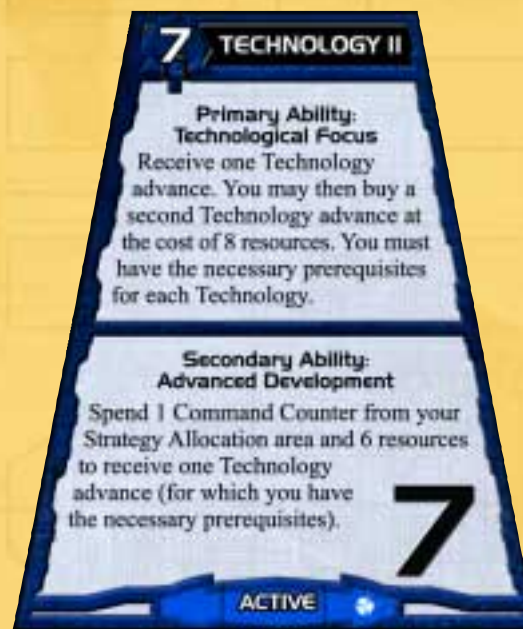 7 TECHNOLOGY II
Primary Ability:
Technological Focus
Receive one Technology
advance. You may then buy a
second Technology advance at
the cost of 8 resources. You must
have the necessary prerequisites
for each Technology.
Secondary Ability:
Advanced Development
Spend 1 Command Counter from your
Strategy Allocation area and 6 resources
to receive one Technology
advance (for which you have
the necessary prerequisites).
7
ACTIVE